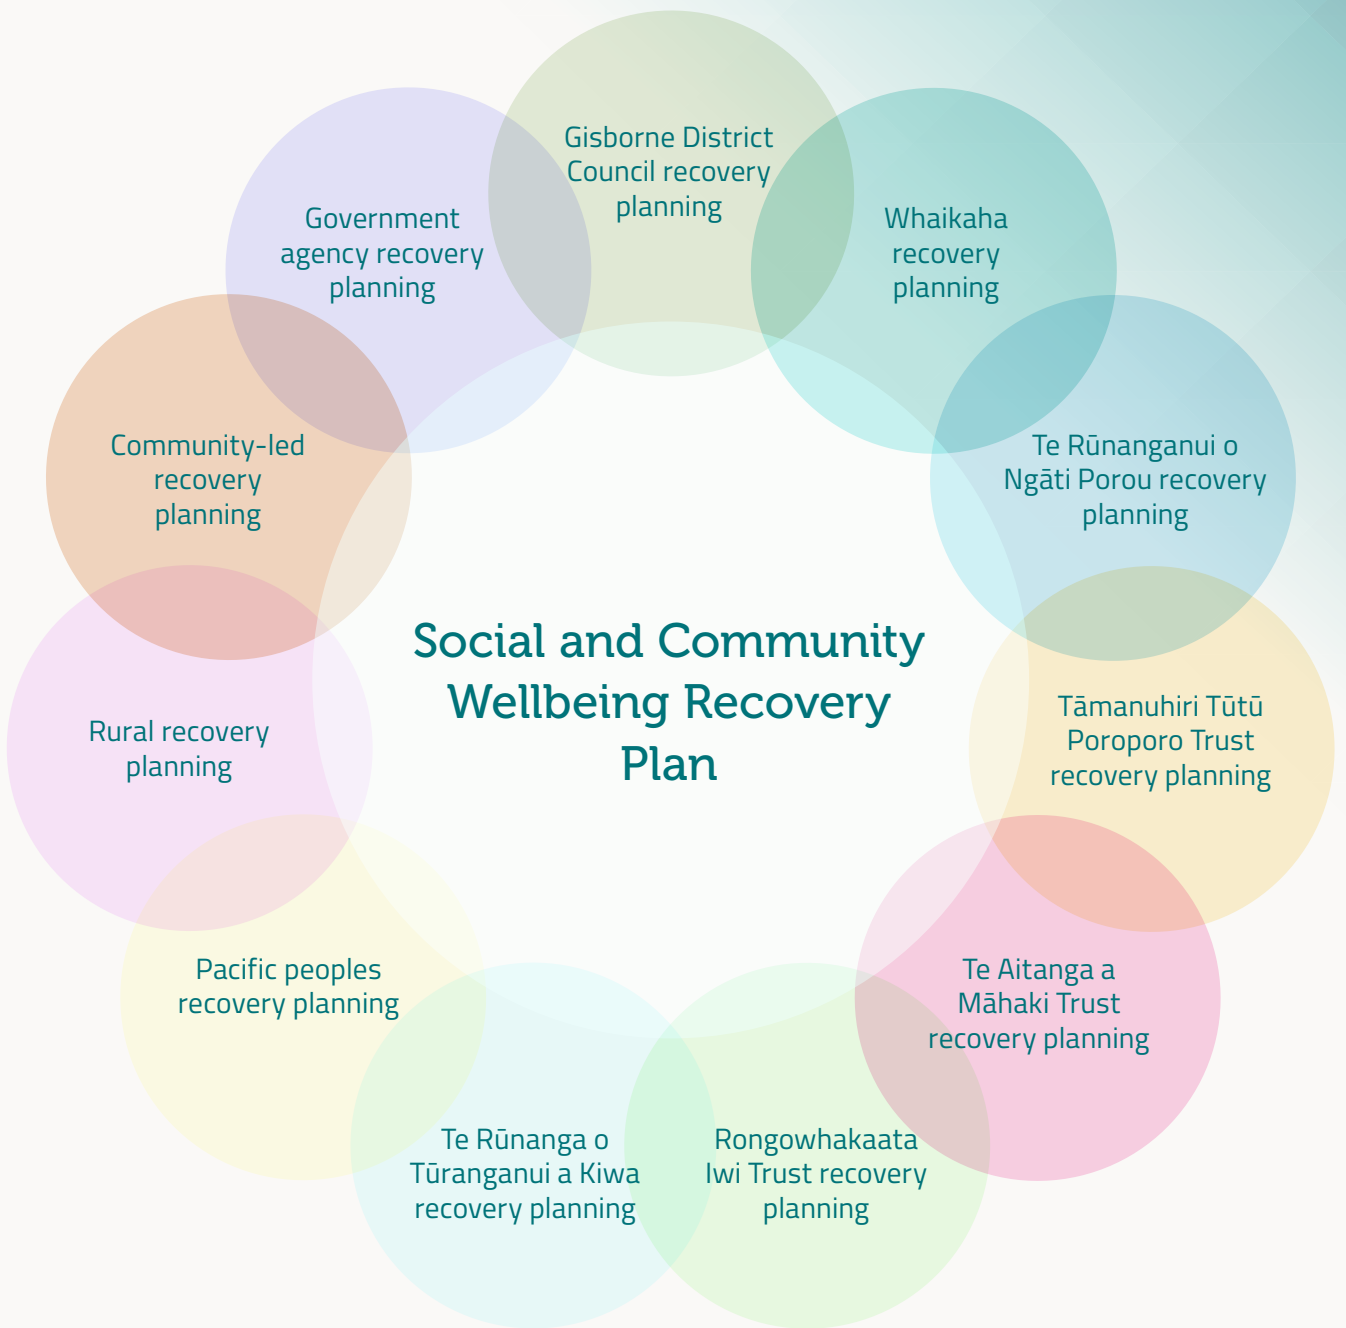 Gisborne District
Council recovery
planning
Whaikaha
recovery
planning
Te Rūnanganui o
Ngāti Porou recovery
planning
Tāmanuhiri Tūtū
Poroporo Trust
recovery planning
Te Aitanga a
Māhaki Trust
recovery planning
Rongowhakaata
Iwi Trust recovery
planning
Te Rūnanga o
Tūranganui a Kiwa
recovery planning
Pacific peoples
recovery planning
Rural recovery
planning
Community-led
recovery
planning
Government
agency recovery
planning
Social and Community
Wellbeing Recovery
Plan